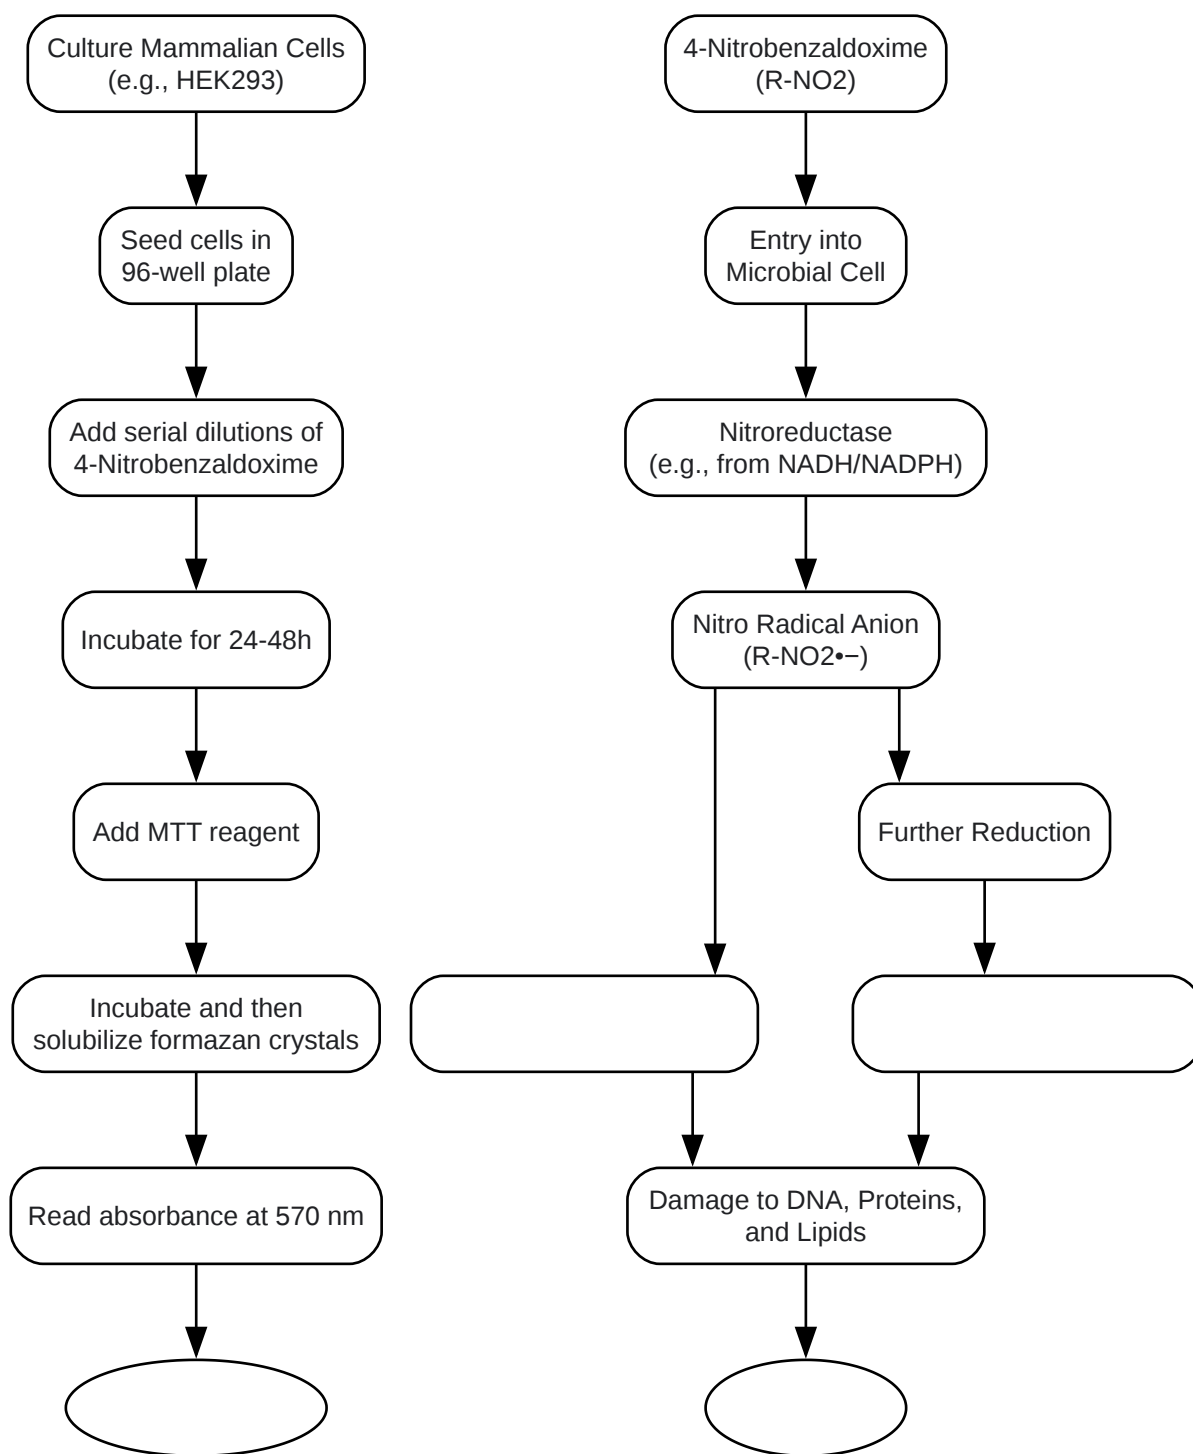 Culture Mammalian Cells
(e.g., HEK293)
Seed cells in
96-well plate
Add serial dilutions of
4-Nitrobenzaldoxime
Incubate for 24-48h
Add MTT reagent
Incubate and then
solubilize formazan crystals
Read absorbance at 570 nm
4-Nitrobenzaldoxime
(R-NO2)
Entry into
Microbial Cell
Nitroreductase
(e.g., from NADH/NADPH)
Nitro Radical Anion
(R-NO2•−)
Further Reduction
Damage to DNA, Proteins,
and Lipids